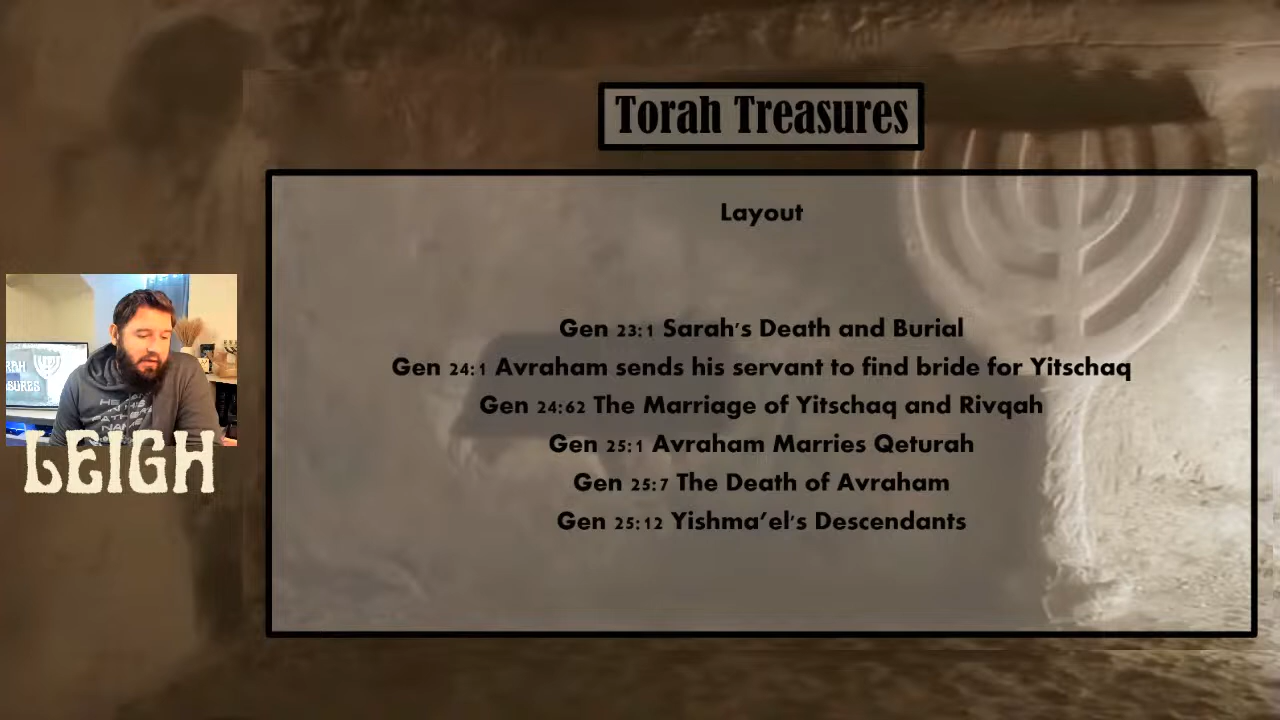 Torah Treasures
Layout
Gen 23:1 Sarah's Death and Burial
Gen 24:1 Avraham sends his servant to find bride for Yitschaq
Gen 24:62 The Marriage of Yitschaq and Rivqah
Gen 25:1 Avraham Marries Qeturah
Gen 25:7 The Death of Avraham
Gen 25:12 Yishma'el's Descendants
LEIGH